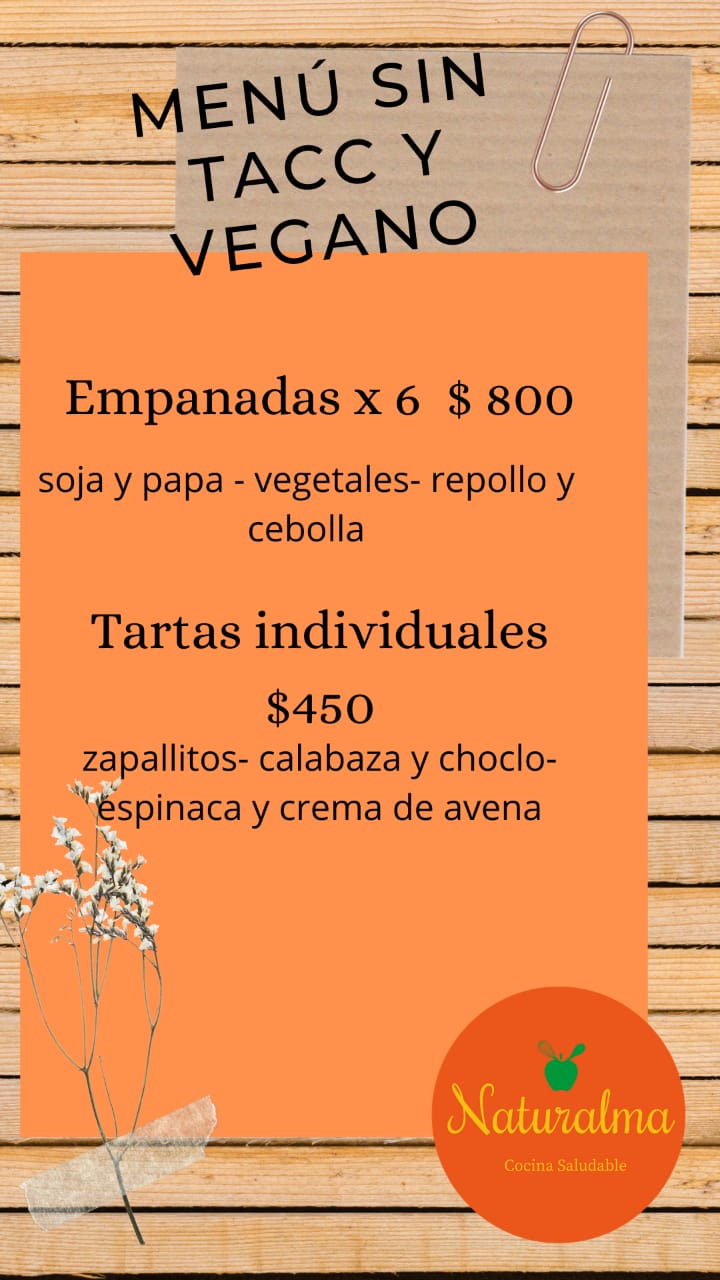 MENÚ SIN
TACC Y
VEGANO
Empanadas x 6 $ 800
soja y papa - vegetales- repollo y
cebolla
Tartas individuales
$450
zapallitos- calabaza y choclo-
espinaca y crema de avena
Naturalma
Cocina Saludable